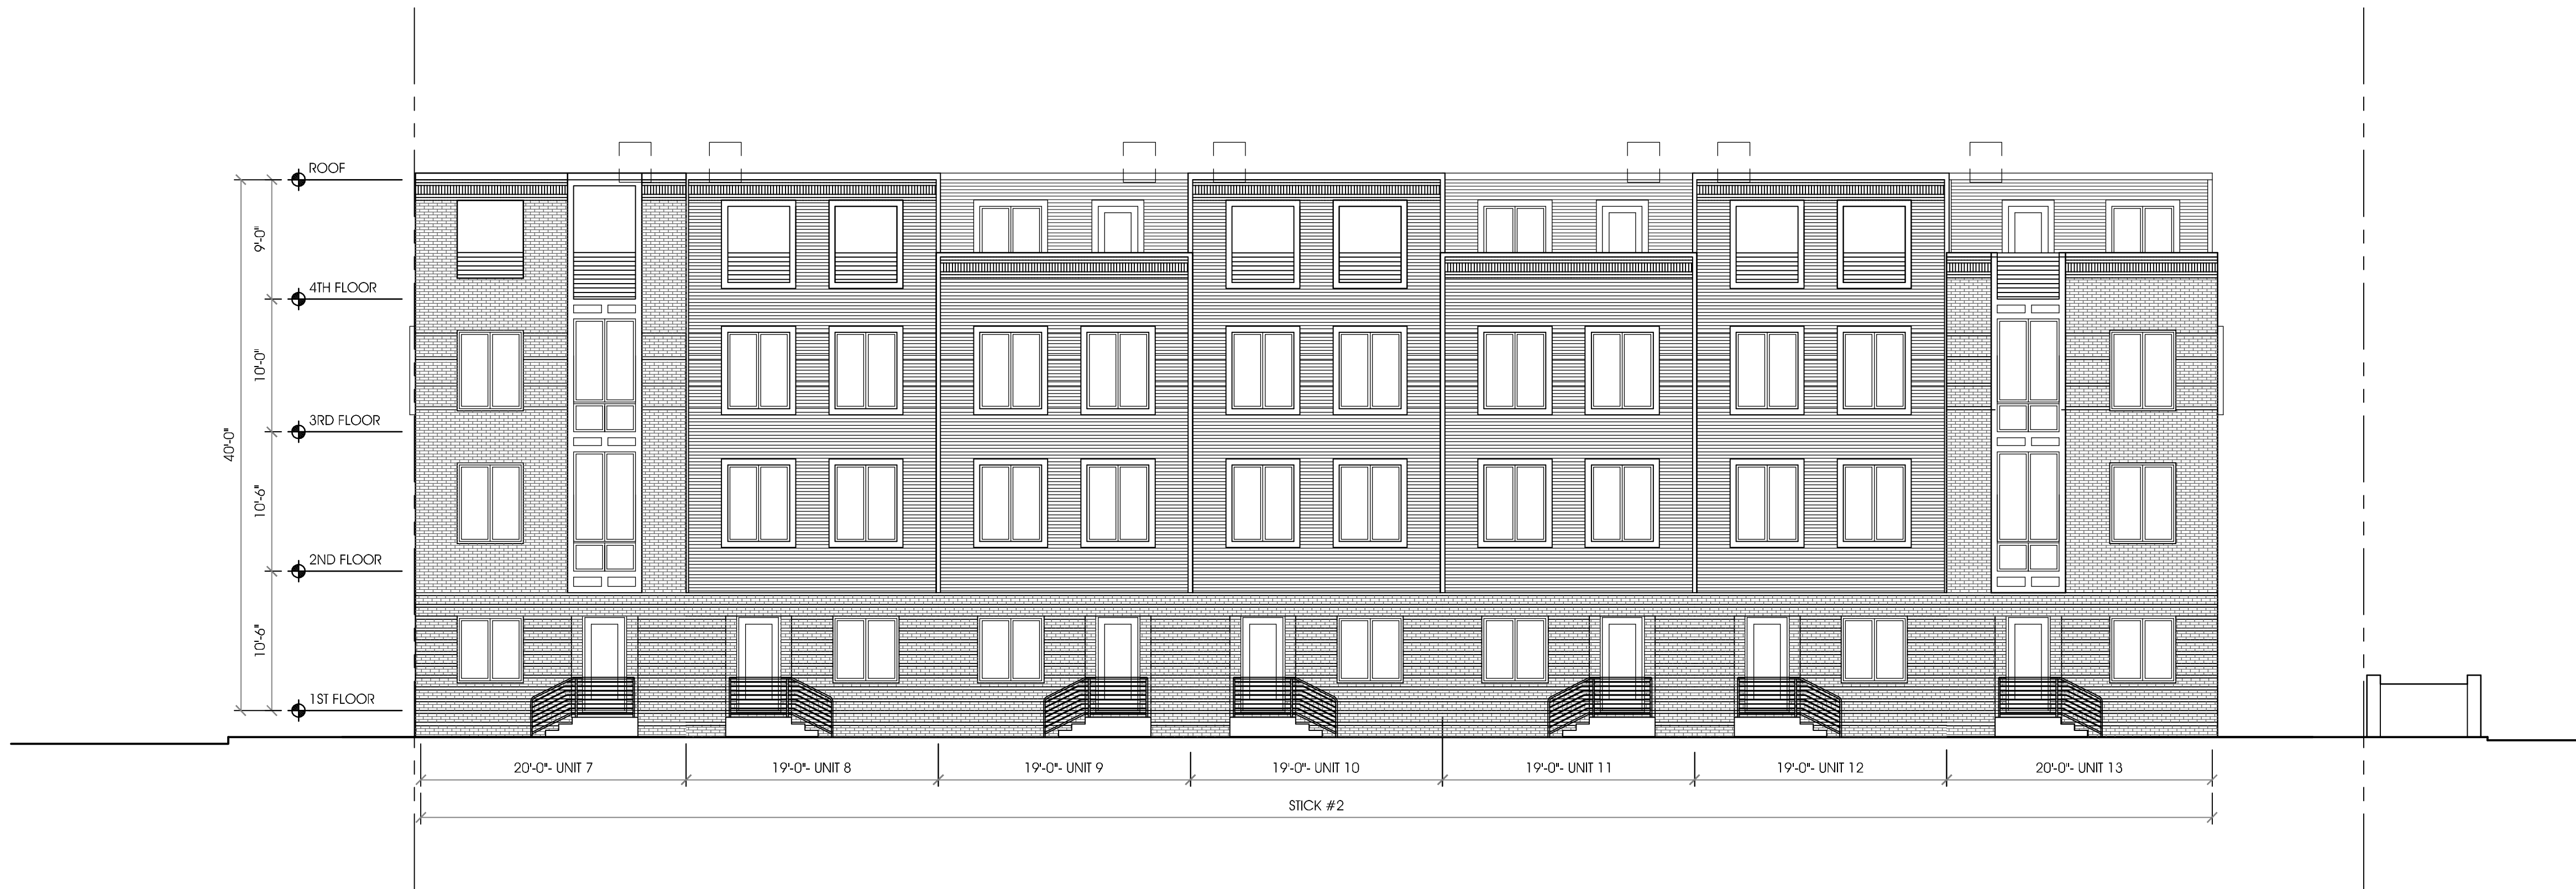 ROOF
9'-0"
4TH FLOOR
10'-0"
3RD FLOOR
40'-0"
10'-6"
2ND FLOOR
10'-6"
1ST FLOOR
20'-0"- UNIT 7
19'-0"- UNIT 8
19'-0"- UNIT 9
19'-0"- UNIT 10
19'-0"- UNIT 11
19'-0"- UNIT 12
20'-0"- UNIT 13
STICK #2